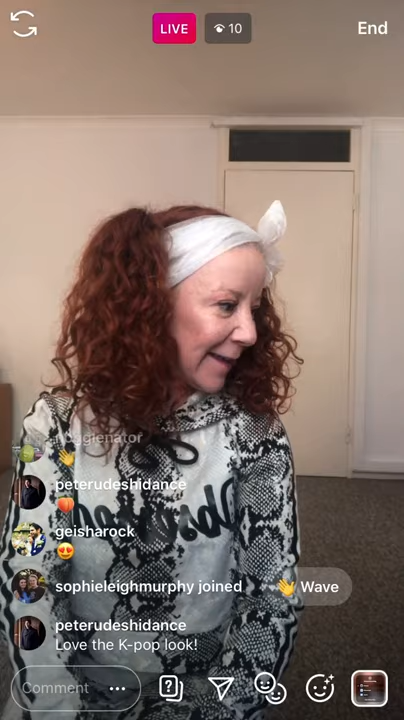 LIVE
10
End
peterudeshidance
geisharock
sophieleighmurphy joined
Wave
peterudeshidance
Love the K-pop look!
Comment